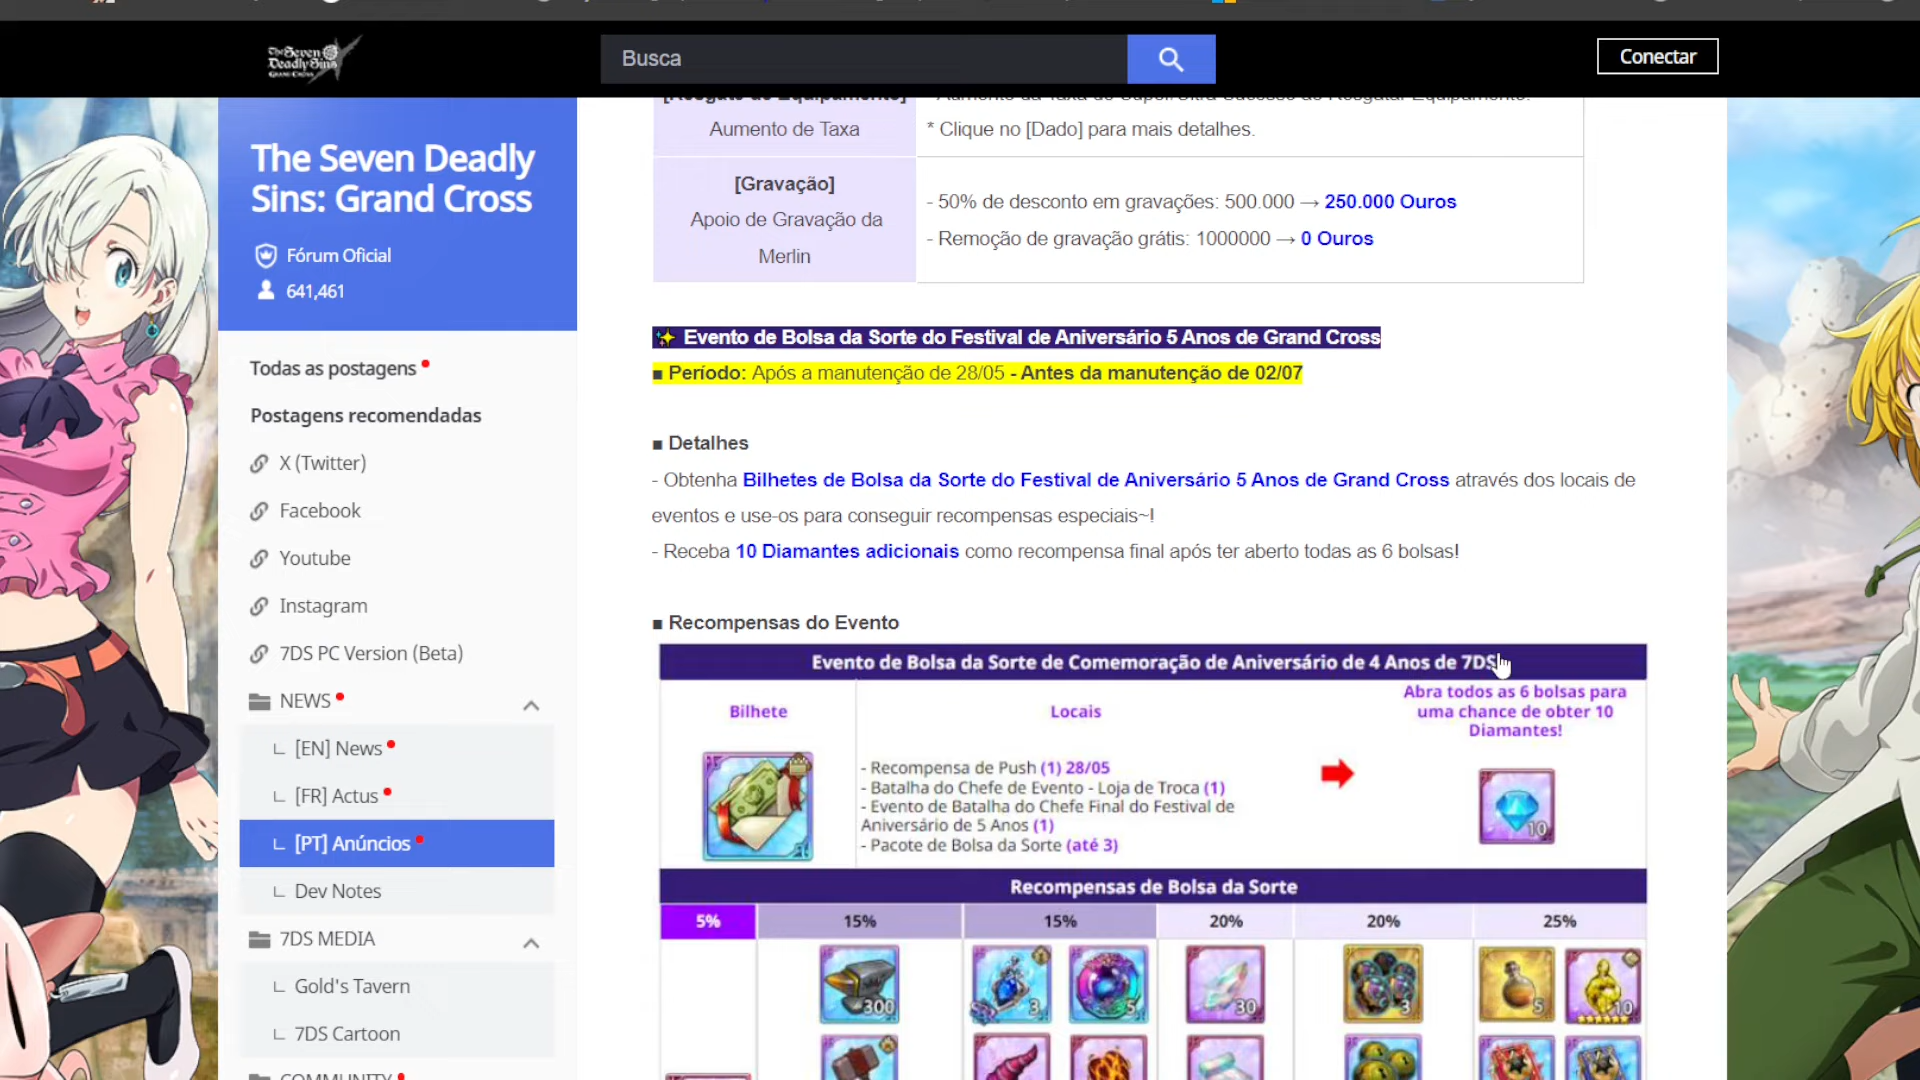 The Seven
Deadly Sins
GRAND CROSS
Busca
Conectar
The Seven Deadly
Sins: Grand Cross
Fórum Oficial
641,461
Todas as postagens
Postagens recomendadas
X (Twitter)
Facebook
Youtube
Instagram
7DS PC Version (Beta)
NEWS
[EN] News
[FR] Actus
[PT] Anúncios
Dev Notes
7DS MEDIA
Gold's Tavern
7DS Cartoon
COMMUNITY
Aumento de Taxa
* Clique no [Dado] para mais detalhes.
[Gravação]
Apoio de Gravação da
Merlin
- 50% de desconto em gravações: 500.000 → 250.000 Ouros
- Remoção de gravação grátis: 1000000 → 0 Ouros
✨ Evento de Bolsa da Sorte do Festival de Aniversário 5 Anos de Grand Cross
■ Período: Após a manutenção de 28/05 - Antes da manutenção de 02/07
■ Detalhes
- Obtenha Bilhetes de Bolsa da Sorte do Festival de Aniversário 5 Anos de Grand Cross através dos locais de
eventos e use-os para conseguir recompensas especiais~!
- Receba 10 Diamantes adicionais como recompensa final após ter aberto todas as 6 bolsas!
■ Recompensas do Evento
Evento de Bolsa da Sorte de Comemoração de Aniversário de 4 Anos de 7DS
Bilhete
Locais
Abra todos as 6 bolsas para
uma chance de obter 10
Diamantes!
- Recompensa de Push (1) 28/05
- Batalha do Chefe de Evento - Loja de Troca (1)
- Evento de Batalha do Chefe Final do Festival de
Aniversário de 5 Anos (1)
- Pacote de Bolsa da Sorte (até 3)
10
Recompensas de Bolsa da Sorte
5% 15% 15% 20% 20% 25%
300 3 5 30 3 5 10